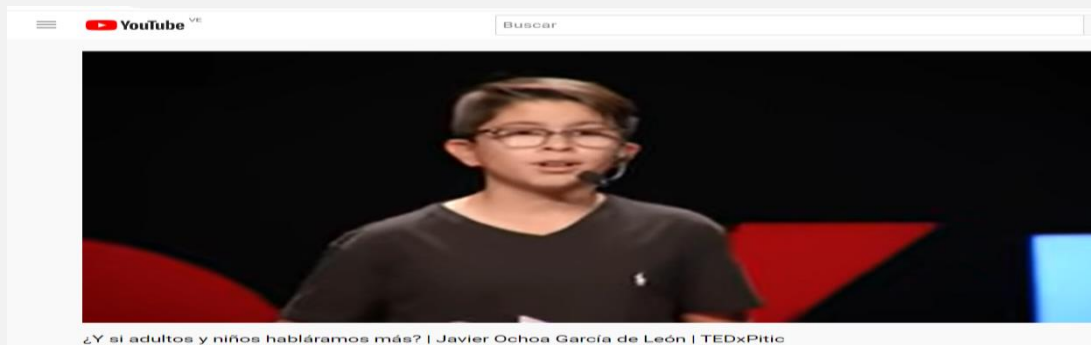 YouTube VE
Buscar
¿Y si adultos y niños habláramos más? | Javier Ochoa García de León | TEDxPitic